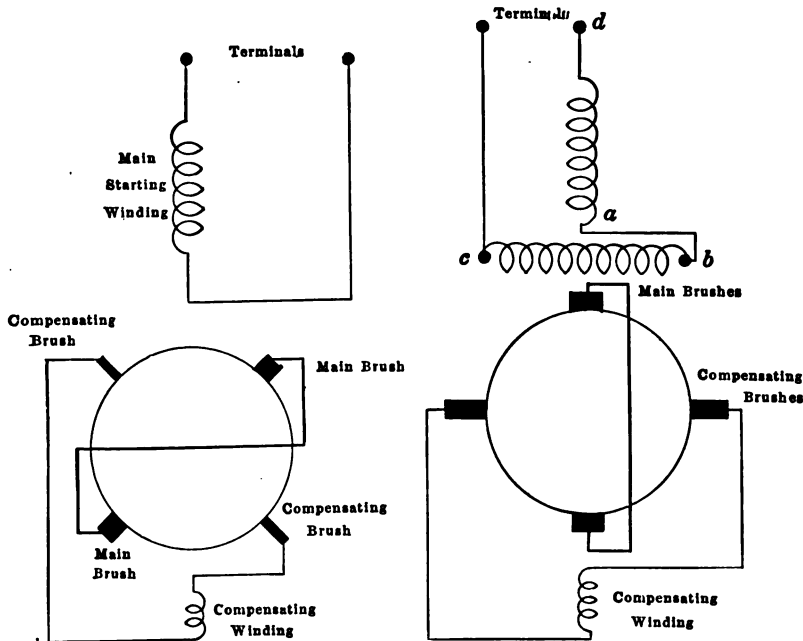 Terminals
Main
Starting
Winding
Compensating
Brush
Main Brush
Main
Brush
Compensating
Brush
Compensating
Winding
Terminals
d
a
c
b
Main Brushes
Compensating
Brushes
Compensating
Winding